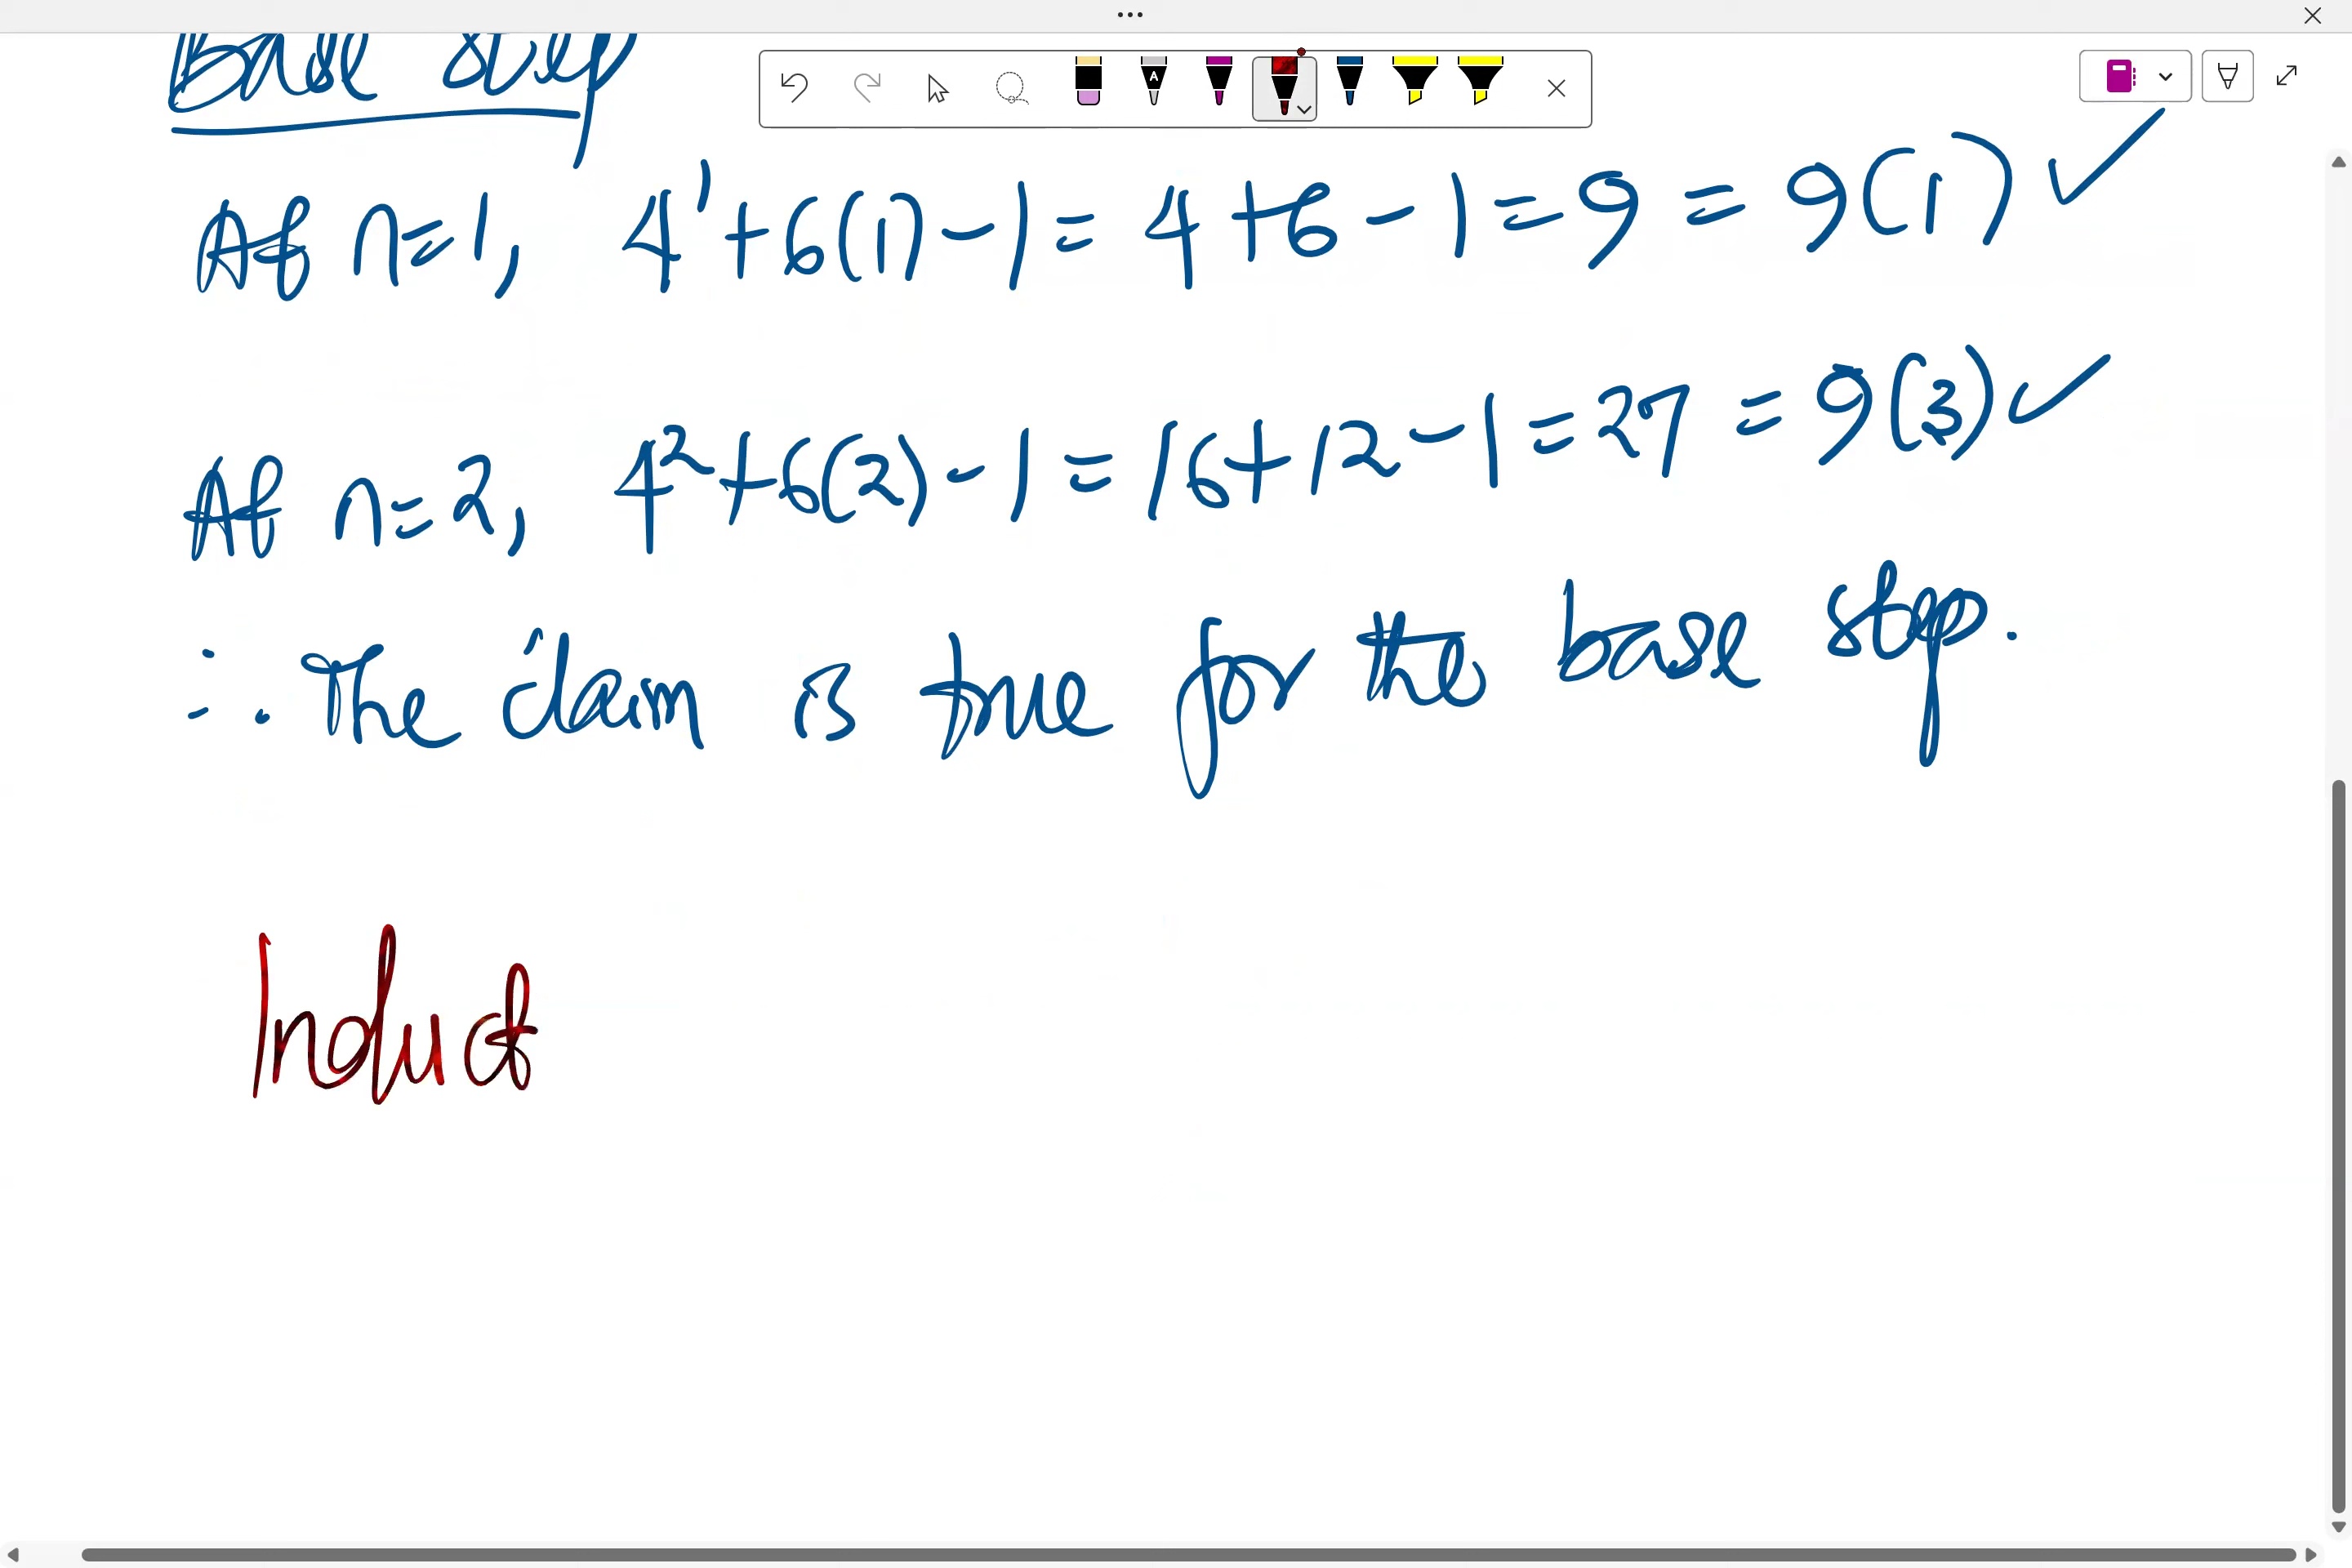 Base step
At n=1, 4¹+6(1)-1= 4+6-1=9 = 9(1) ✓
At n=2, 4²+6(2)-1 = 16+12-1=27 = 9(3) ✓
∴ The claim is true for the base step.
Induct